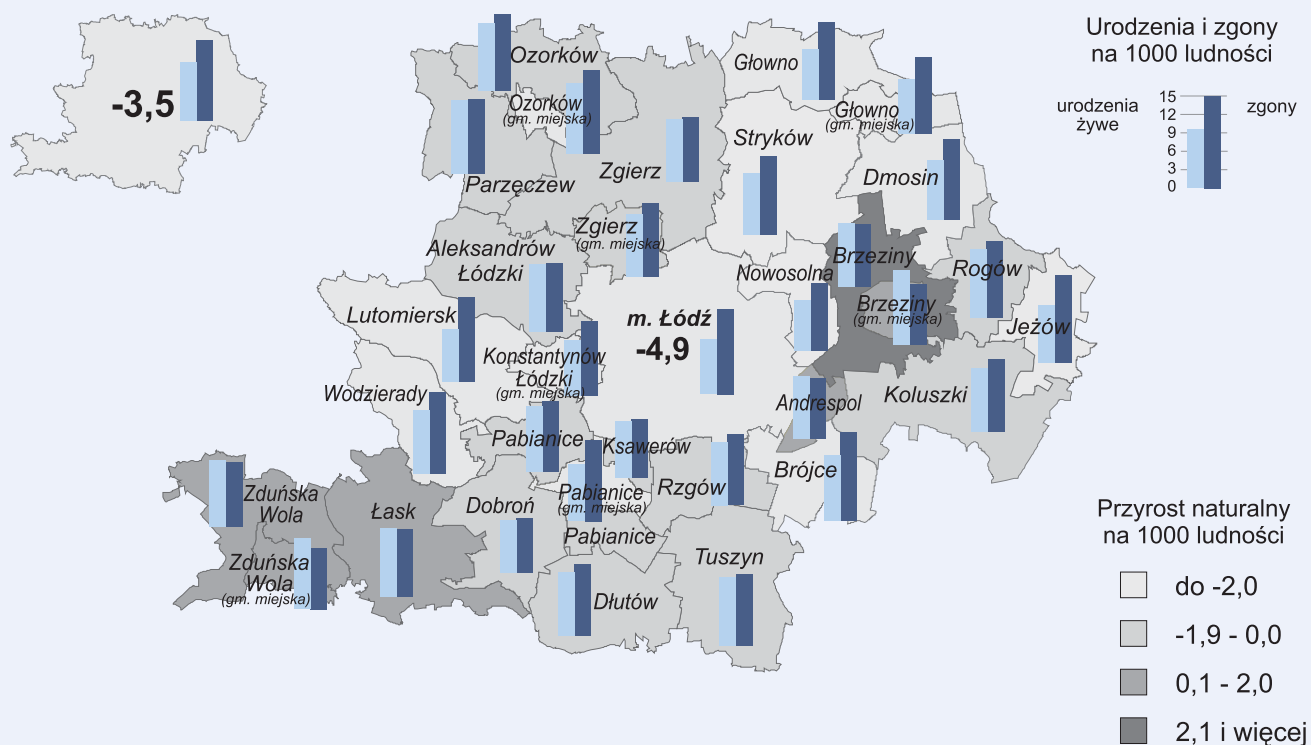 -3,5
Urodzenia i zgony
na 1000 ludności
urodzenia
żywe
15
12
9
6
3
0
zgony
Ozorków
Ozorków
(gm. miejska)
Parzęczew
Zgierz
Zgierz
(gm. miejska)
Głowno
Głowno
(gm. miejska)
Stryków
Dmosin
Aleksandrów
Łódzki
Nowosolna
Brzeziny
Brzeziny
(gm. miejska)
Rogów
Jeżów
Lutomiersk
m. Łódź
-4,9
Konstantynów
Łódzki
(gm. miejska)
Wodzierady
Andrespol
Koluszki
Pabianice
Ksawerów
Pabianice
(gm. miejska)
Pabianice
Rzgów
Brójce
Zduńska
Wola
Zduńska
Wola
(gm. miejska)
Łask
Dobroń
Dłutów
Tuszyn
Przyrost naturalny
na 1000 ludności
do -2,0
-1,9 - 0,0
0,1 - 2,0
2,1 i więcej